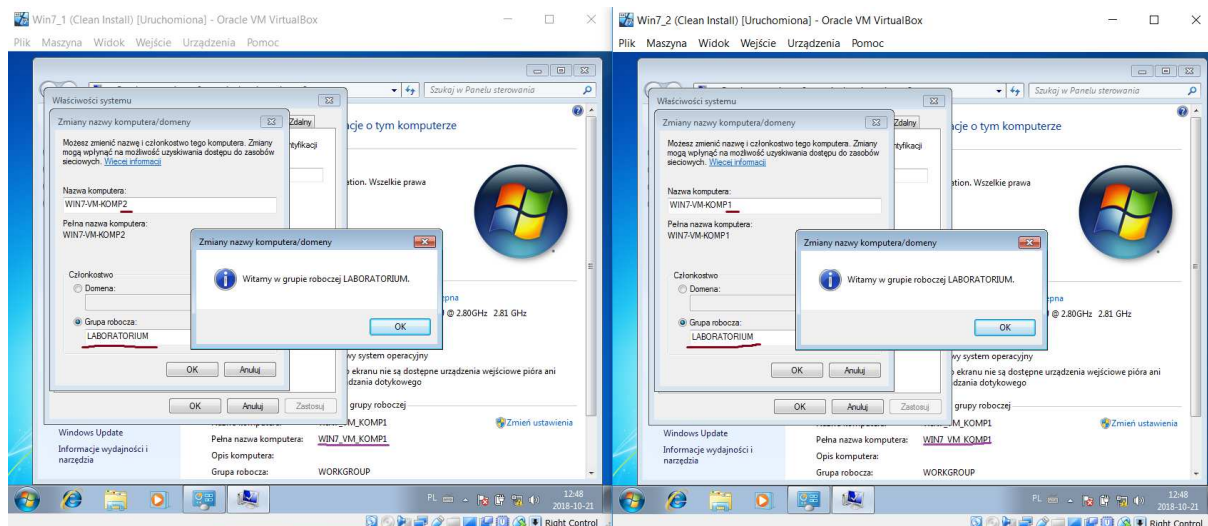 Win7_1 (Clean Install) [Uruchomiona] - Oracle VM VirtualBox
Plik Maszyna Widok Wejście Urządzenia Pomoc
Szukaj w Panelu sterowania
Właściwości systemu
Zmiany nazwy komputera/domeny
Zdalny
acje o tym komputerze
Możesz zmienić nazwę i członkostwo tego komputera. Zmiany
mogą wpłynąć na możliwość uzyskiwania dostępu do zasobów
sieciowych. Więcej informacji
ntyfikacji
Nazwa komputera:
WIN7-VM-KOMP2
ation. Wszelkie prawa
Pełna nazwa komputera:
WIN7-VM-KOMP2
Zmiany nazwy komputera/domeny
Witamy w grupie roboczej LABORATORIUM.
OK
Członkostwo
Domena:
Grupa robocza:
LABORATORIUM
ępna
@ 2.80GHz 2.81 GHz
OK Anuluj
wy system operacyjny
ekranu nie są dostępne urządzenia wejściowe pióra ani
dzania dotykowego
OK Anuluj Zastosuj
grupy roboczej
Windows Update
M_KOMP1
Zmień ustawienia
Informacje wydajności i
narzędzia
Pełna nazwa komputera: WIN7_VM_KOMP1
Opis komputera:
Grupa robocza: WORKGROUP
PL
12:48
2018-10-21
Right Control
Win7_2 (Clean Install) [Uruchomiona] - Oracle VM VirtualBox
Plik Maszyna Widok Wejście Urządzenia Pomoc
Szukaj w Panelu sterowania
Właściwości systemu
Zmiany nazwy komputera/domeny
Zdalny
acje o tym komputerze
Możesz zmienić nazwę i członkostwo tego komputera. Zmiany
mogą wpłynąć na możliwość uzyskiwania dostępu do zasobów
sieciowych. Więcej informacji
ntyfikacji
Nazwa komputera:
WIN7-VM-KOMP1
ation. Wszelkie prawa
Pełna nazwa komputera:
WIN7-VM-KOMP1
Zmiany nazwy komputera/domeny
Witamy w grupie roboczej LABORATORIUM.
OK
Członkostwo
Domena:
Grupa robocza:
LABORATORIUM
ępna
@ 2.80GHz 2.81 GHz
OK Anuluj
wy system operacyjny
ekranu nie są dostępne urządzenia wejściowe pióra ani
dzania dotykowego
OK Anuluj Zastosuj
grupy roboczej
Windows Update
M_KOMP1
Zmień ustawienia
Informacje wydajności i
narzędzia
Pełna nazwa komputera: WIN7_VM_KOMP1
Opis komputera:
Grupa robocza: WORKGROUP
PL
12:48
2018-10-21
Right Control